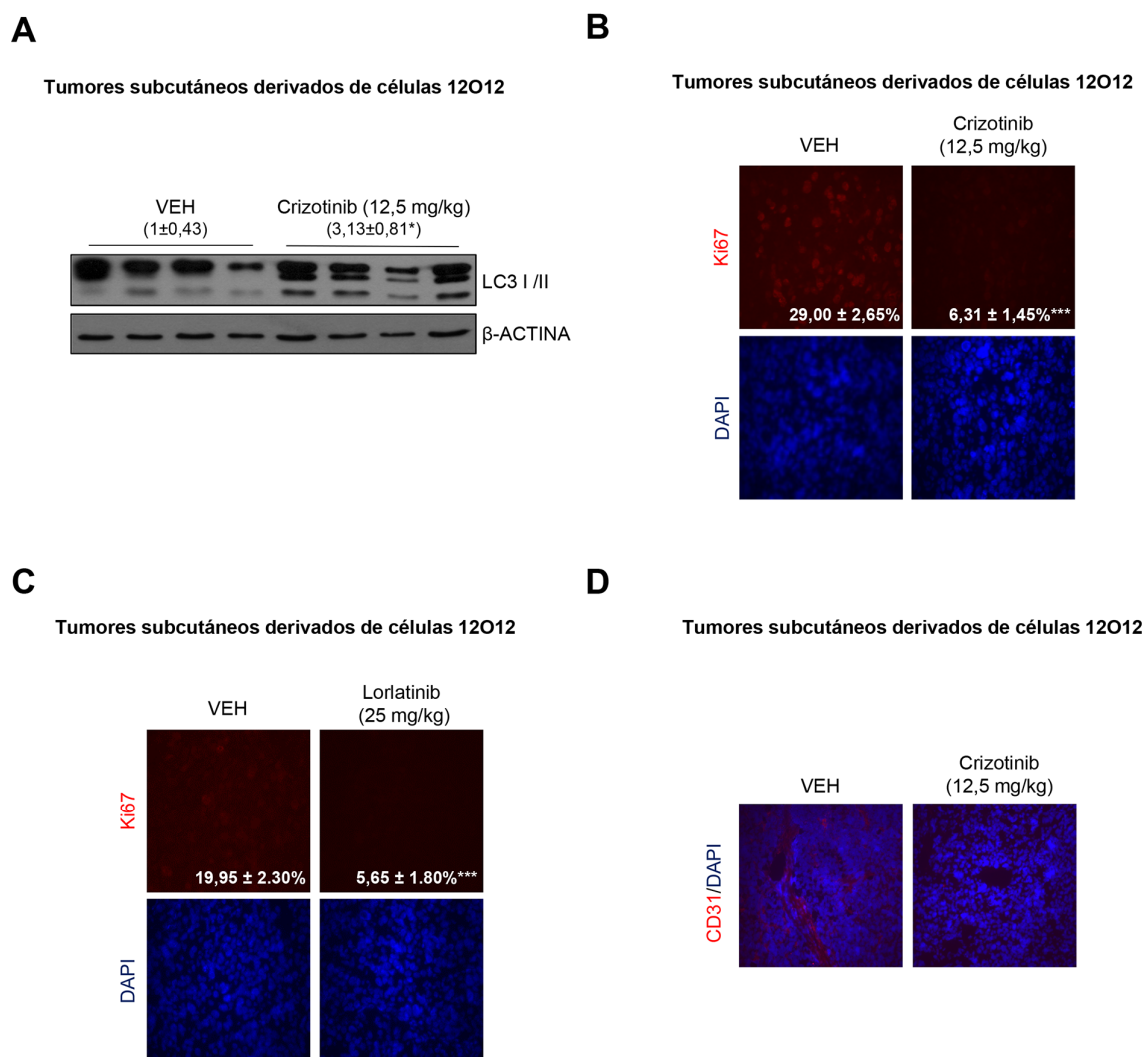 A
Tumores subcutáneos derivados de células 12O12
VEH
(1±0,43)
Crizotinib (12,5 mg/kg)
(3,13±0,81*)
LC3 I /II
β-ACTINA
B
Tumores subcutáneos derivados de células 12O12
VEH
Crizotinib
(12,5 mg/kg)
Ki67
29,00 ± 2,65%
6,31 ± 1,45%***
DAPI
C
Tumores subcutáneos derivados de células 12O12
VEH
Lorlatinib
(25 mg/kg)
Ki67
19,95 ± 2.30%
5,65 ± 1.80%***
DAPI
D
Tumores subcutáneos derivados de células 12O12
VEH
Crizotinib
(12,5 mg/kg)
CD31/DAPI